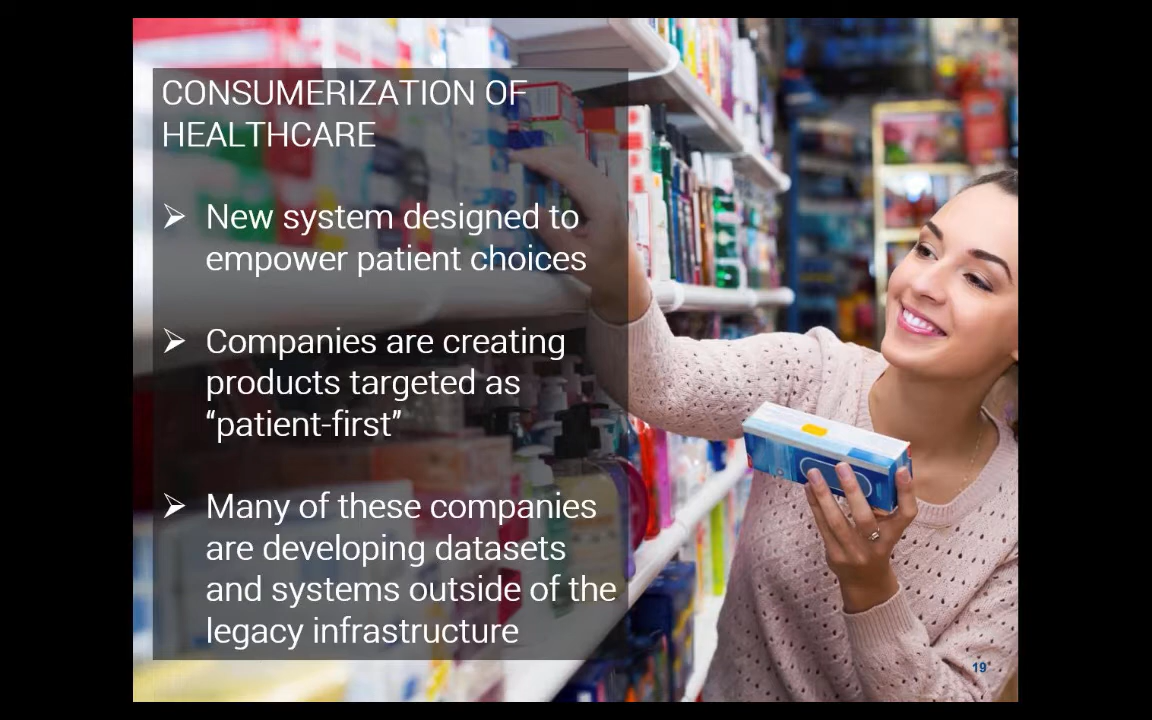 CONSUMERIZATION OF
HEALTHCARE
➢ New system designed to
empower patient choices
➢ Companies are creating
products targeted as
“patient-first”
➢ Many of these companies
are developing datasets
and systems outside of the
legacy infrastructure
19